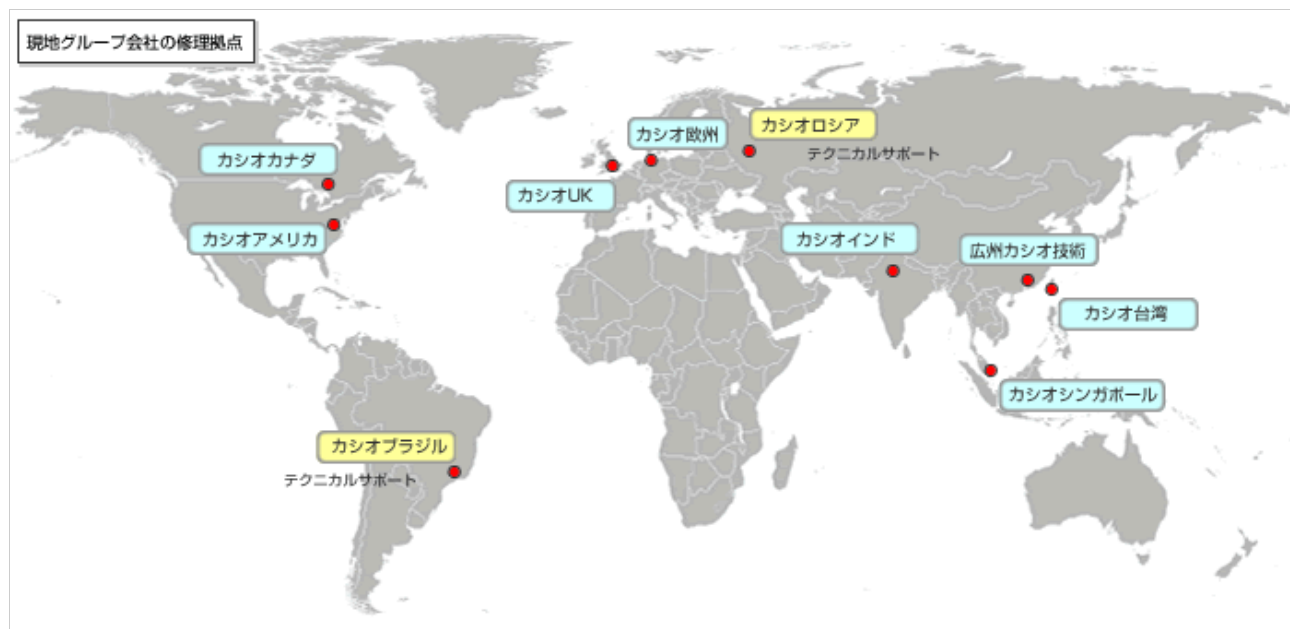 現地グループ会社の修理拠点
カシオ欧州
カシオロシア
テクニカルサポート
カシオカナダ
カシオUK
カシオアメリカ
カシオインド
広州カシオ技術
カシオ台湾
カシオシンガポール
カシオブラジル
テクニカルサポート